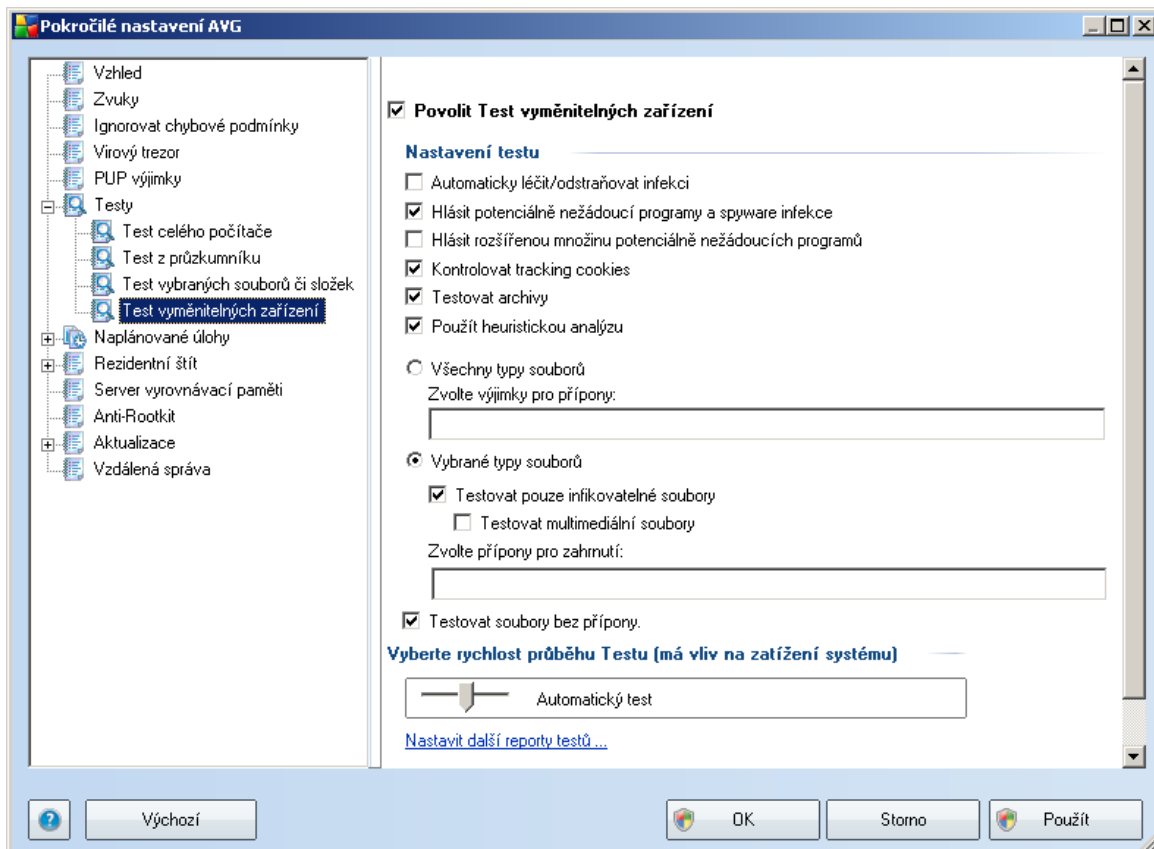 Pokročilé nastavení AVG
Vzhled
Zvuky
Ignorovat chybové podmínky
Virový trezor
PUP výjimky
Testy
Test celého počítače
Test z průzkumníku
Test vybraných souborů či složek
Test vyměnitelných zařízení
Naplánované úlohy
Rezidentní štít
Server vyrovnávací paměti
Anti-Rootkit
Aktualizace
Vzdálená správa
Povolit Test vyměnitelných zařízení
Nastavení testu
Automaticky léčit/odstraňovat infekci
Hlásit potenciálně nežádoucí programy a spyware infekce
Hlásit rozšířenou množinu potenciálně nežádoucích programů
Kontrolovat tracking cookies
Testovat archivy
Použít heuristickou analýzu
Všechny typy souborů
Zvolte výjimky pro přípony:
Vybrané typy souborů
Testovat pouze infikovatelné soubory
Testovat multimediální soubory
Zvolte přípony pro zahrnutí:
Testovat soubory bez přípony.
Vyberte rychlost průběhu Testu (má vliv na zatížení systému)
Automatický test
Nastavit další reporty testů ...
?
Výchozí
OK
Storno
Použít